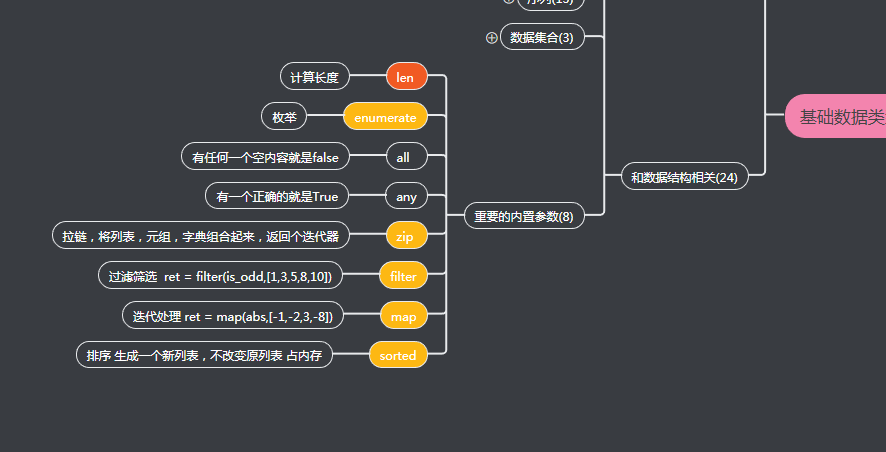 序列(13)
数据集合(3)
计算长度
len
枚举
enumerate
有任何一个空内容就是false
all
有一个正确的就是True
any
拉链，将列表，元组，字典组合起来，返回个迭代器
zip
过滤筛选 ret = filter(is_odd,[1,3,5,8,10])
filter
迭代处理 ret = map(abs,[-1,-2,3,-8])
map
排序 生成一个新列表，不改变原列表 占内存
sorted
重要的内置参数(8)
和数据结构相关(24)
基础数据类